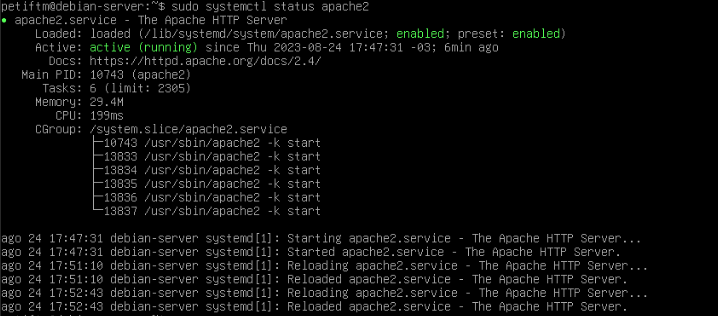 petiftm@debian-server:~$ sudo systemctl status apache2
● apache2.service - The Apache HTTP Server
Loaded: loaded (/lib/systemd/system/apache2.service; enabled; preset: enabled)
Active: active (running) since Thu 2023-08-24 17:47:31 -03; 6min ago
Docs: https://httpd.apache.org/docs/2.4/
Main PID: 10743 (apache2)
Tasks: 6 (limit: 2305)
Memory: 29.4M
CPU: 199ms
CGroup: /system.slice/apache2.service
├─10743 /usr/sbin/apache2 -k start
├─13833 /usr/sbin/apache2 -k start
├─13834 /usr/sbin/apache2 -k start
├─13835 /usr/sbin/apache2 -k start
├─13836 /usr/sbin/apache2 -k start
└─13837 /usr/sbin/apache2 -k start
ago 24 17:47:31 debian-server systemd[1]: Starting apache2.service - The Apache HTTP Server...
ago 24 17:47:31 debian-server systemd[1]: Started apache2.service - The Apache HTTP Server.
ago 24 17:51:10 debian-server systemd[1]: Reloading apache2.service - The Apache HTTP Server...
ago 24 17:51:10 debian-server systemd[1]: Reloaded apache2.service - The Apache HTTP Server.
ago 24 17:52:43 debian-server systemd[1]: Reloading apache2.service - The Apache HTTP Server...
ago 24 17:52:43 debian-server systemd[1]: Reloaded apache2.service - The Apache HTTP Server.